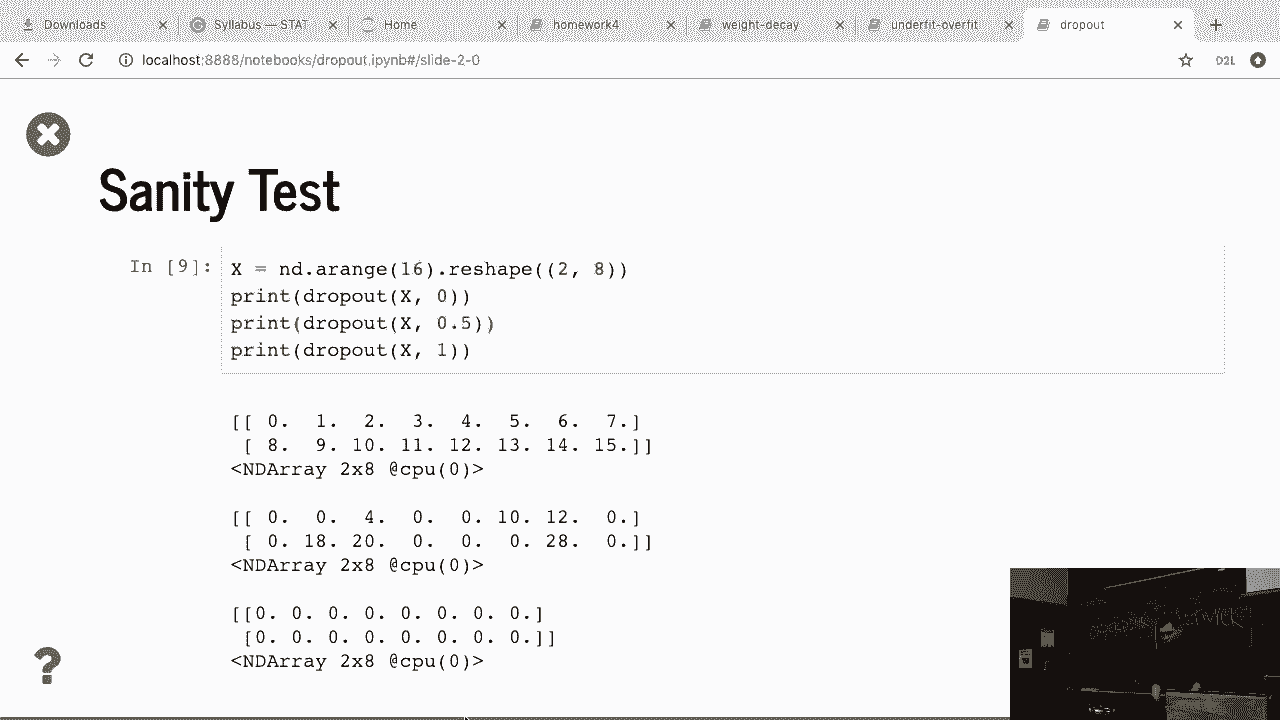 Downloads Syllabus — STAT Home homework4 weight-decay underfit-overfit dropout
localhost:8888/notebooks/dropout.ipynb#/slide-2-0 D2L
Sanity Test
In [9]: X = nd.arange(16).reshape((2, 8))
print(dropout(X, 0))
print(dropout(X, 0.5))
print(dropout(X, 1))
[[ 0. 1. 2. 3. 4. 5. 6. 7.]
[ 8. 9. 10. 11. 12. 13. 14. 15.]]
<NDArray 2x8 @cpu(0)>
[[ 0. 0. 4. 0. 0. 10. 12. 0.]
[ 0. 18. 20. 0. 0. 0. 28. 0.]]
<NDArray 2x8 @cpu(0)>
[[0. 0. 0. 0. 0. 0. 0. 0.]
[0. 0. 0. 0. 0. 0. 0. 0.]]
<NDArray 2x8 @cpu(0)>
?